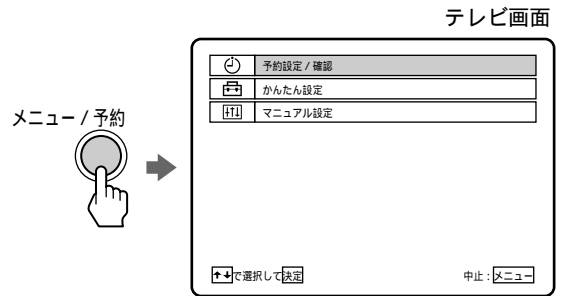 テレビ画面
メニュー / 予約
予約設定 / 確認
かんたん設定
マニュアル設定
↑↓で選択して決定
中止 : メニュー